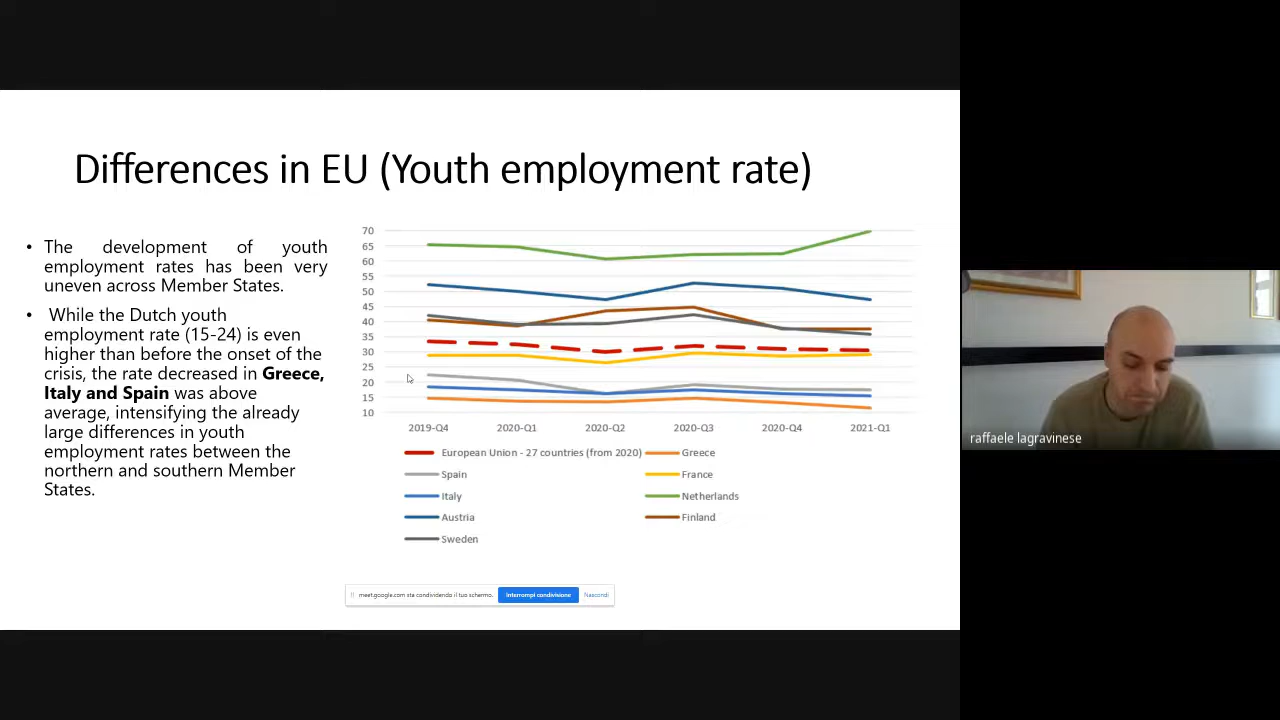 Differences in EU (Youth employment rate)
• The development of youth
employment rates has been very
uneven across Member States.
• While the Dutch youth
employment rate (15-24) is even
higher than before the onset of the
crisis, the rate decreased in Greece,
Italy and Spain was above
average, intensifying the already
large differences in youth
employment rates between the
northern and southern Member
States.
70
65
60
55
50
45
40
35
30
25
20
15
10
2019-Q4 2020-Q1 2020-Q2 2020-Q3 2020-Q4 2021-Q1
European Union - 27 countries (from 2020) Greece
Spain France
Italy Netherlands
Austria Finland
Sweden
meet.google.com sta condividendo il tuo schermo. Interrompi condivisione Nascondi
raffaele lagravinese